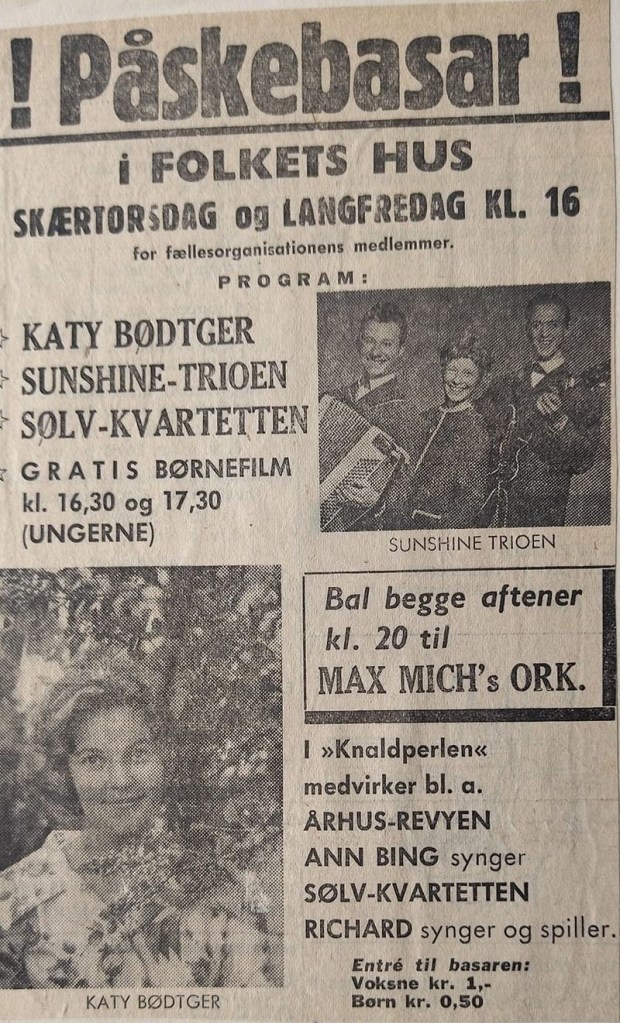 ! Påskebasar !
i FOLKETS HUS
SKÆRTORSDAG og LANGFREDAG KL. 16
for fællesorganisationens medlemmer.
PROGRAM:
KATY BØDTGER
SUNSHINE-TRIOEN
SØLV-KVARTETTEN
GRATIS BØRNEFILM
kl. 16,30 og 17,30
(UNGERNE)
SUNSHINE TRIOEN
Bal begge aftener
kl. 20 til
MAX MICH's ORK.
I »Knaldperlen«
medvirker bl. a.
ÅRHUS-REVYEN
ANN BING synger
SØLV-KVARTETTEN
RICHARD synger og spiller.
Entré til basaren:
Voksne kr. 1,-
Børn kr. 0,50
KATY BØDTGER